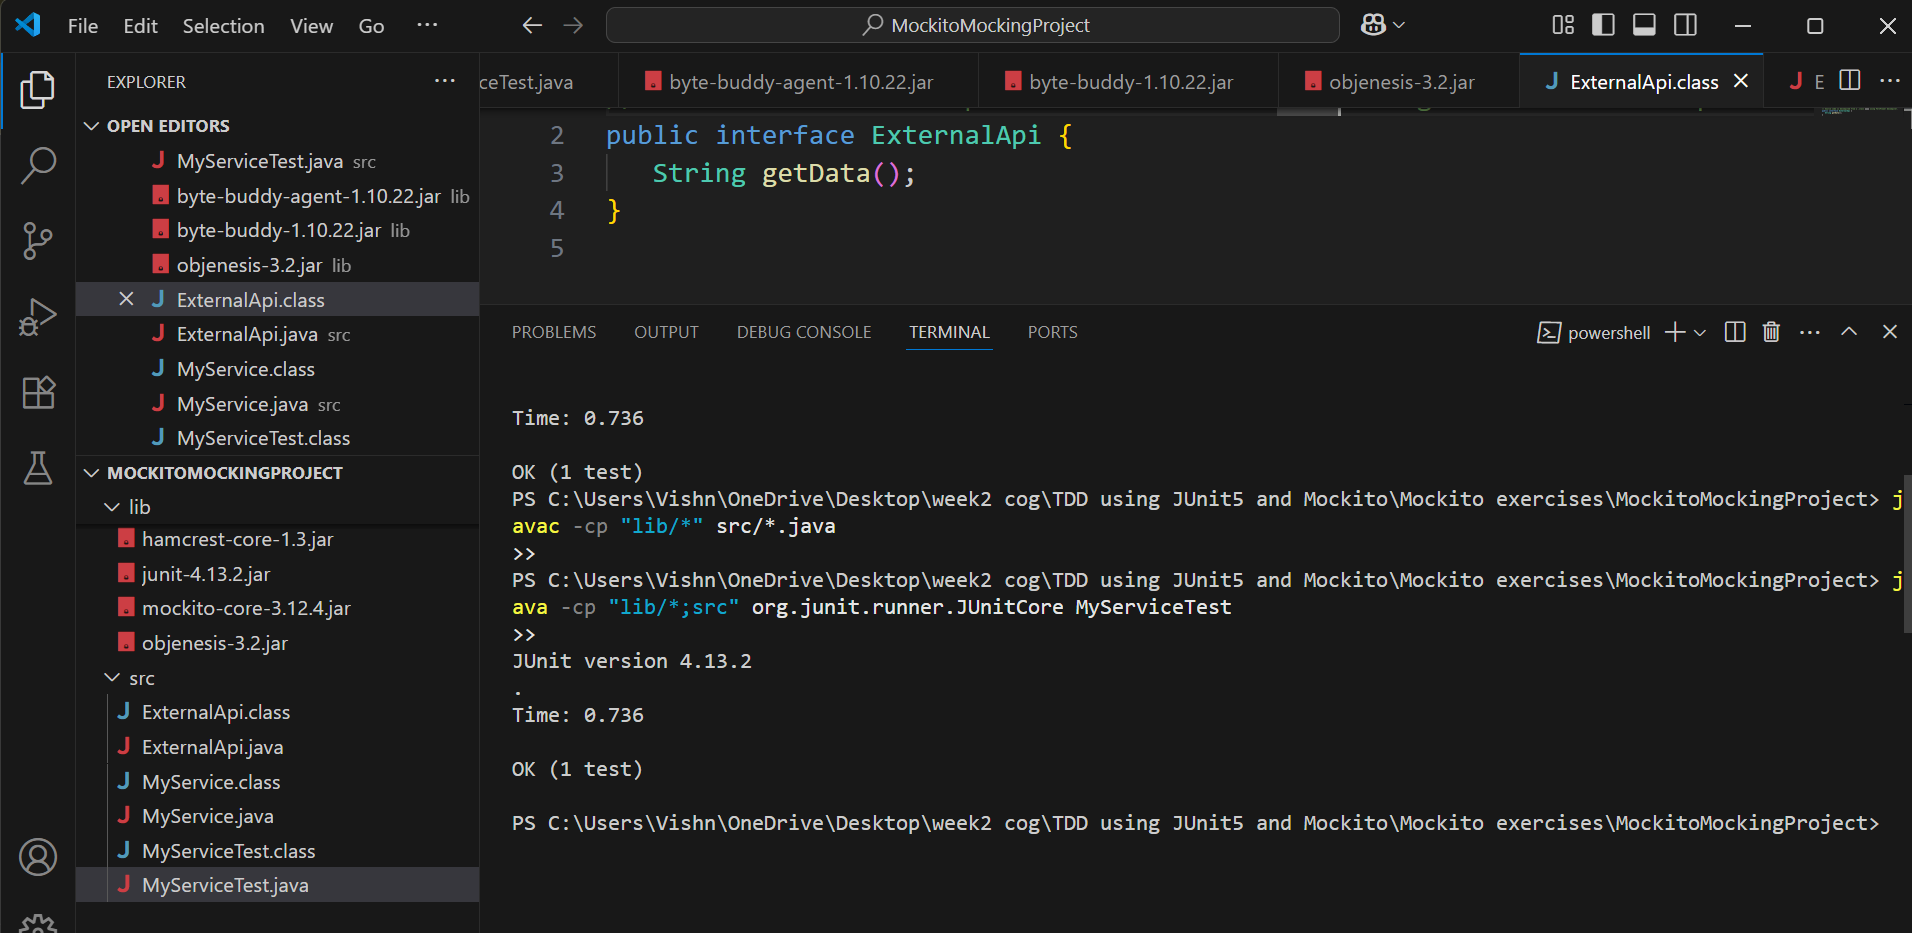 File Edit Selection View Go ···
MockitoMockingProject
EXPLORER
OPEN EDITORS
MyServiceTest.java src
byte-buddy-agent-1.10.22.jar lib
byte-buddy-1.10.22.jar lib
objenesis-3.2.jar lib
ExternalApi.class
ExternalApi.java src
MyService.class
MyService.java src
MyServiceTest.class
MOCKITOMOCKINGPROJECT
lib
hamcrest-core-1.3.jar
junit-4.13.2.jar
mockito-core-3.12.4.jar
objenesis-3.2.jar
src
ExternalApi.class
ExternalApi.java
MyService.class
MyService.java
MyServiceTest.class
MyServiceTest.java
ceTest.java byte-buddy-agent-1.10.22.jar byte-buddy-1.10.22.jar objenesis-3.2.jar ExternalApi.class E
2 public interface ExternalApi {
3 String getData();
4 }
5
PROBLEMS OUTPUT DEBUG CONSOLE TERMINAL PORTS
powershell
Time: 0.736
OK (1 test)
PS C:\Users\Vishn\OneDrive\Desktop\week2 cog\TDD using JUnit5 and Mockito\Mockito exercises\MockitoMockingProject> j
avac -cp "lib/*" src/*.java
>>
PS C:\Users\Vishn\OneDrive\Desktop\week2 cog\TDD using JUnit5 and Mockito\Mockito exercises\MockitoMockingProject> j
ava -cp "lib/*;src" org.junit.runner.JUnitCore MyServiceTest
>>
JUnit version 4.13.2
.
Time: 0.736
OK (1 test)
PS C:\Users\Vishn\OneDrive\Desktop\week2 cog\TDD using JUnit5 and Mockito\Mockito exercises\MockitoMockingProject>